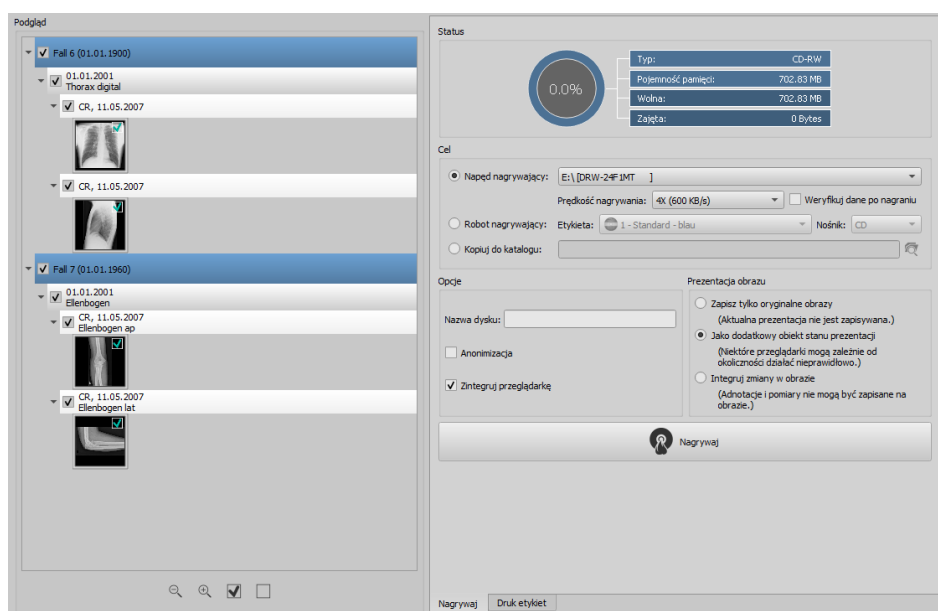 Podgląd
Fall 6 (01.01.1900)
01.01.2001
Thorax digital
CR, 11.05.2007
CR, 11.05.2007
Fall 7 (01.01.1960)
01.01.2001
Ellenbogen
CR, 11.05.2007
Ellenbogen ap
CR, 11.05.2007
Ellenbogen lat
Status
0.0%
Typ: CD-RW
Pojemność pamięci: 702.83 MB
Wolna: 702.83 MB
Zajęta: 0 Bytes
Cel
Napęd nagrywający: E:\ [DRW-24F1MT ]
Prędkość nagrywania: 4X (600 KB/s) Weryfikuj dane po nagraniu
Robot nagrywający: Etykieta: 1 - Standard - blau Nośnik: CD
Kopiuj do katalogu:
Opcje
Nazwa dysku:
Anonimizacja
Zintegruj przeglądarkę
Prezentacja obrazu
Zapisz tylko oryginalne obrazy
(Aktualna prezentacja nie jest zapisywana.)
Jako dodatkowy obiekt stanu prezentacji
(Niektóre przeglądarki mogą zależnie od
okoliczności działać nieprawidłowo.)
Integruj zmiany w obrazie
(Adnotacje i pomiary nie mogą być zapisane na
obrazie.)
Nagrywaj
Nagrywaj Druk etykiet